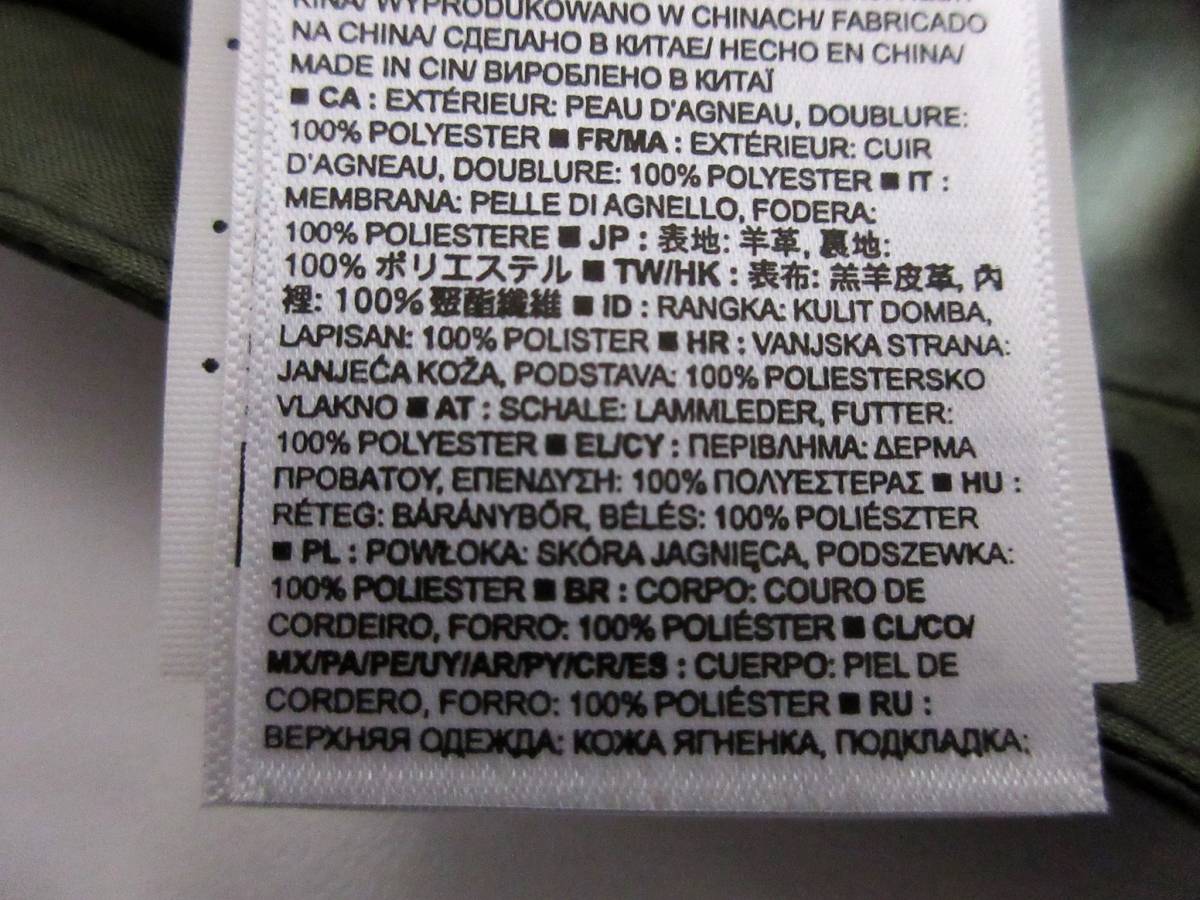 KINA/ WYPRODUKOWANO W CHINACH/ FABRICADO
NA CHINA/ СДЕЛАНО В КИТАЕ/ HECHO EN CHINA/
MADE IN CIN/ ВИРОБЛЕНО В КИТАЇ
■ CA : EXTÉRIEUR: PEAU D'AGNEAU, DOUBLURE:
100% POLYESTER ■ FR/MA : EXTÉRIEUR: CUIR
D'AGNEAU, DOUBLURE: 100% POLYESTER ■ IT :
MEMBRANA: PELLE DI AGNELLO, FODERA:
100% POLIESTERE ■ JP : 表地: 羊革, 裏地:
100% ポリエステル ■ TW/HK : 表布: 羔羊皮革, 內
裡: 100% 聚酯纖維 ■ ID : RANGKA: KULIT DOMBA,
LAPISAN: 100% POLISTER ■ HR : VANJSKA STRANA:
JANJEĆA KOŽA, PODSTAVA: 100% POLIESTERSKO
VLAKNO ■ AT : SCHALE: LAMMLEDER, FUTTER:
100% POLYESTER ■ EL/CY : ΠΕΡΙΒΛΗΜΑ: ΔΕΡΜΑ
ΠΡΟΒΑΤΟΥ, ΕΠΕΝΔΥΣΗ: 100% ΠΟΛΥΕΣΤΕΡΑΣ ■ HU :
RÉTEG: BÁRÁNYBŐR, BÉLÉS: 100% POLIÉSZTER
■ PL : POWŁOKA: SKÓRA JAGNIĘCA, PODSZEWKA:
100% POLIESTER ■ BR : CORPO: COURO DE
CORDEIRO, FORRO: 100% POLIÉSTER ■ CL/CO/
MX/PA/PE/UY/AR/PY/CR/ES : CUERPO: PIEL DE
CORDERO, FORRO: 100% POLIÉSTER ■ RU :
ВЕРХНЯЯ ОДЕЖДА: КОЖА ЯГНЕНКА, ПОДКЛАДКА: